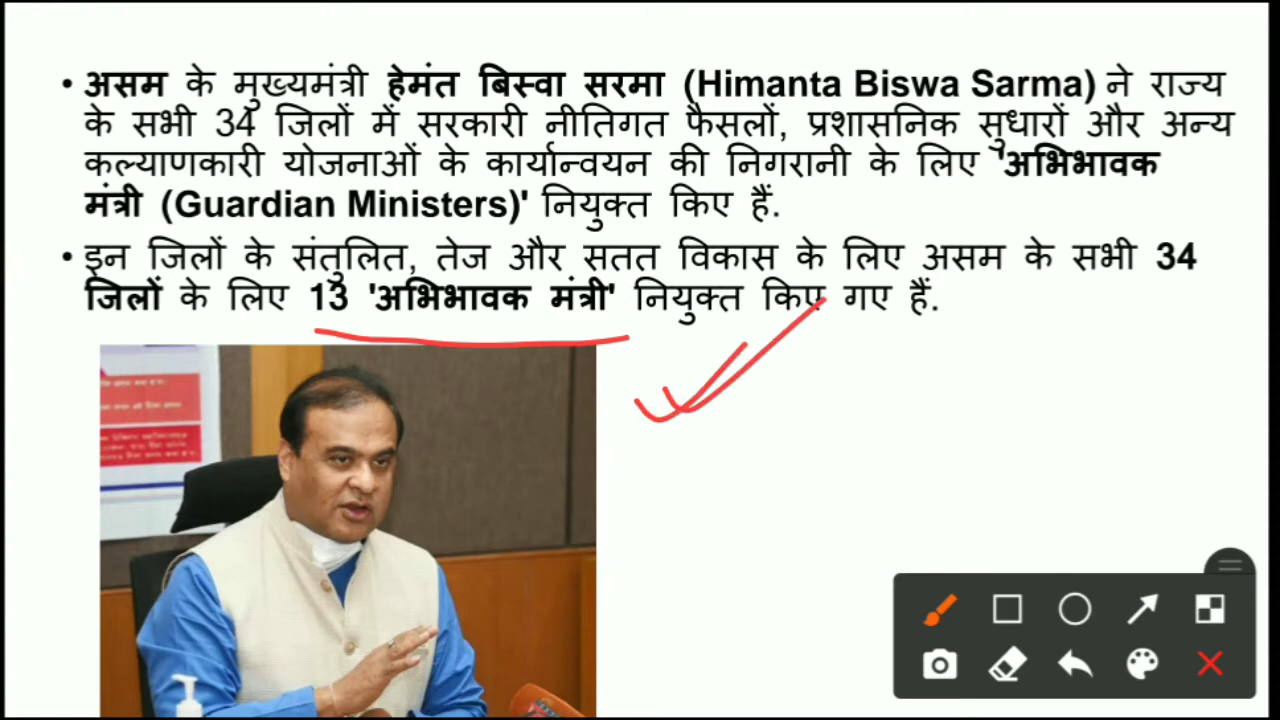 • असम के मुख्यमंत्री हेमंत बिस्वा सरमा (Himanta Biswa Sarma) ने राज्य
के सभी 34 जिलों में सरकारी नीतिगत फैसलों, प्रशासनिक सुधारों और अन्य
कल्याणकारी योजनाओं के कार्यान्वयन की निगरानी के लिए 'अभिभावक
मंत्री (Guardian Ministers)' नियुक्त किए हैं.
• इन जिलों के संतुलित, तेज और सतत विकास के लिए असम के सभी 34
जिलों के लिए 13 'अभिभावक मंत्री' नियुक्त किए गए हैं.